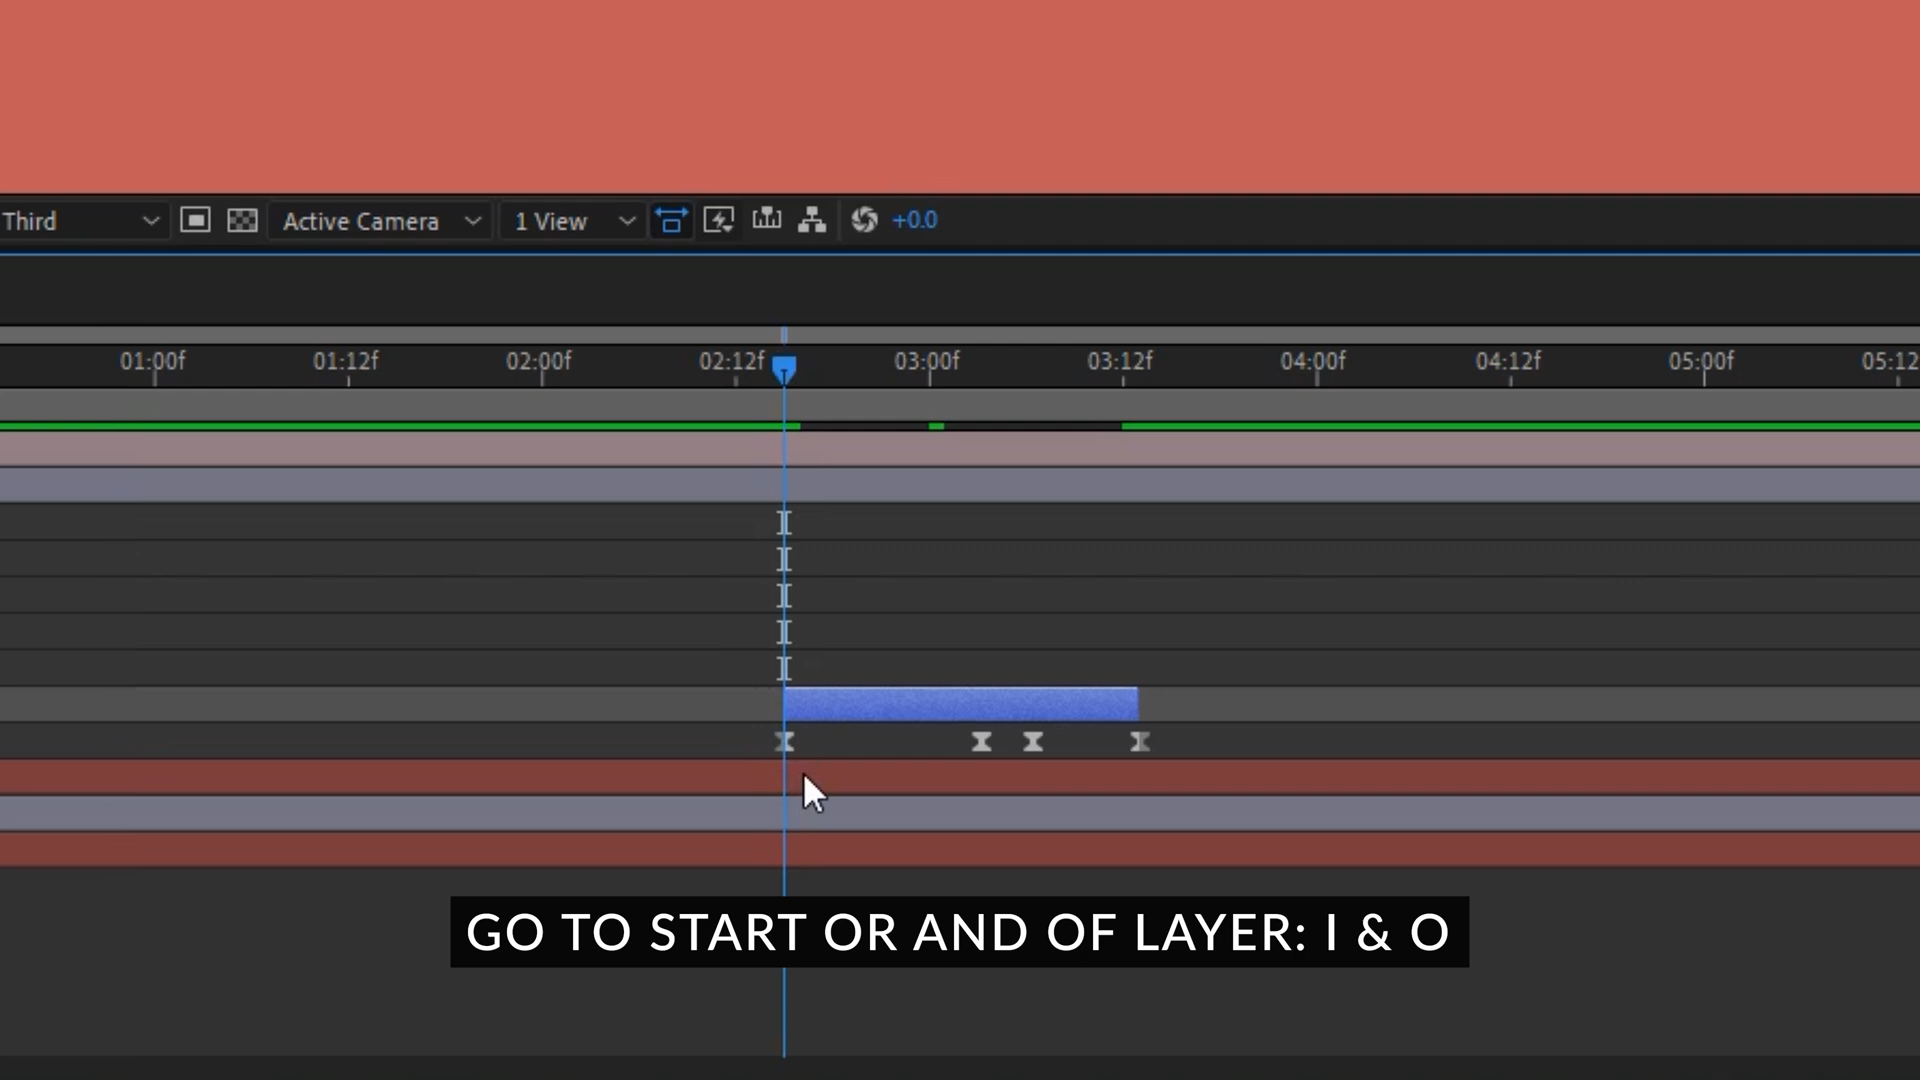 Third Active Camera 1 View +0.0
01:00f 01:12f 02:00f 02:12f 03:00f 03:12f 04:00f 04:12f 05:00f 05:12
GO TO START OR AND OF LAYER: I & O